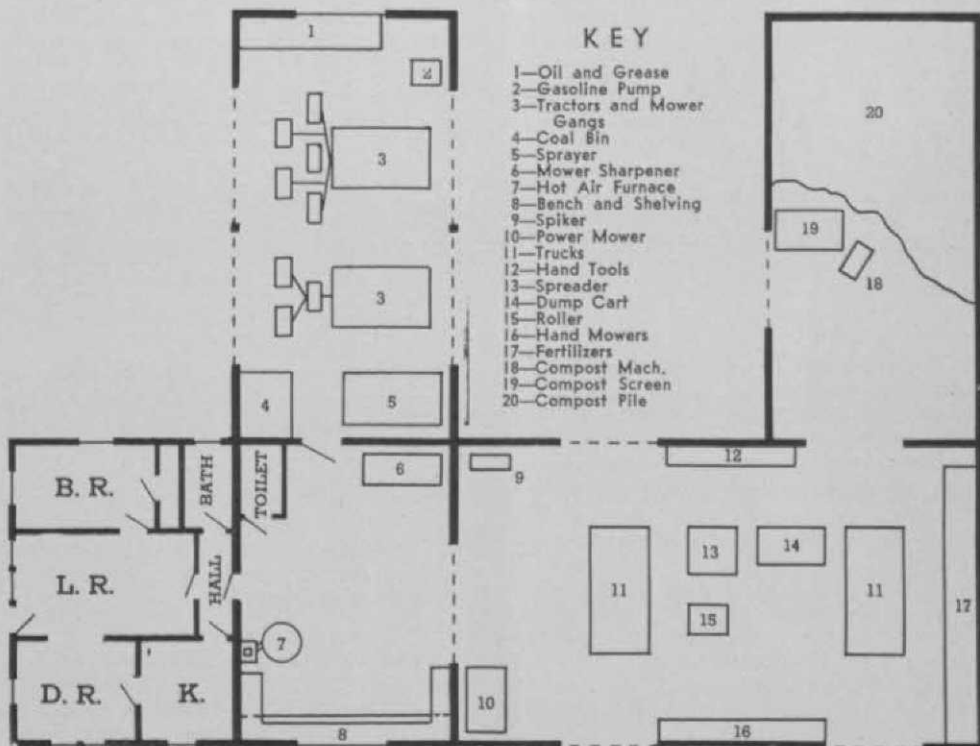 KEY
1—Oil and Grease
2—Gasoline Pump
3—Tractors and Mower
Gangs
4—Coal Bin
5—Sprayer
6—Mower Sharpener
7—Hot Air Furnace
8—Bench and Shelving
9—Spiker
10—Power Mower
11—Trucks
12—Hand Tools
13—Spreader
14—Dump Cart
15—Roller
16—Hand Mowers
17—Fertilizers
18—Compost Mach.
19—Compost Screen
20—Compost Pile
1
2
3
3
4
5
20
19
18
6
9
12
B. R.
BATH
TOILET
L. R.
HALL
7
11
13
14
11
17
15
D. R.
K.
8
10
16